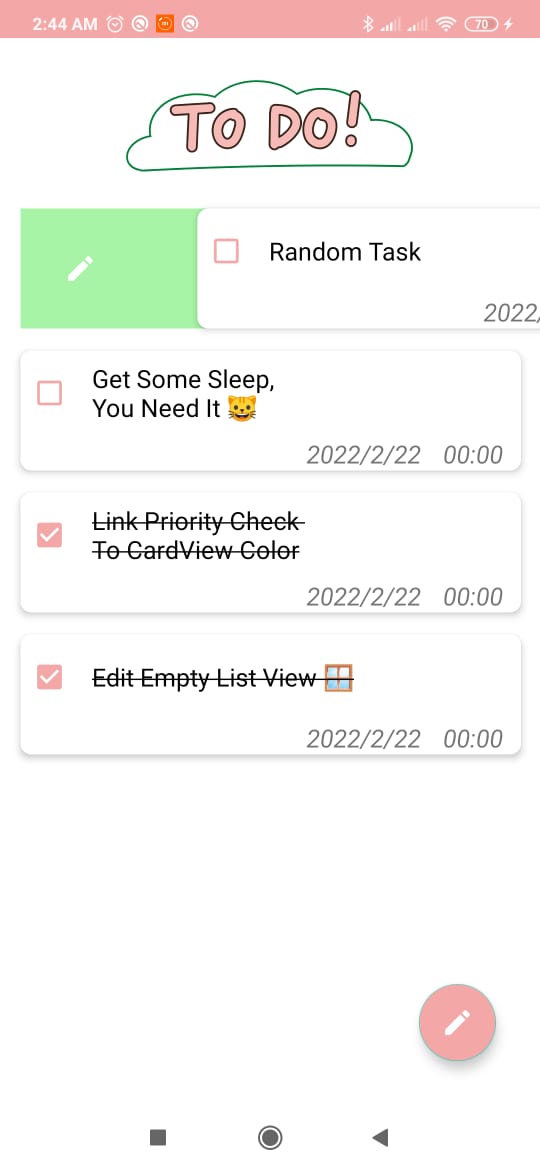 2:44 AM
70
TO DO!
Random Task
2022/
Get Some Sleep,
You Need It 😺
2022/2/22 00:00
Link Priority Check
To CardView Color
2022/2/22 00:00
Edit Empty List View 🪟
2022/2/22 00:00